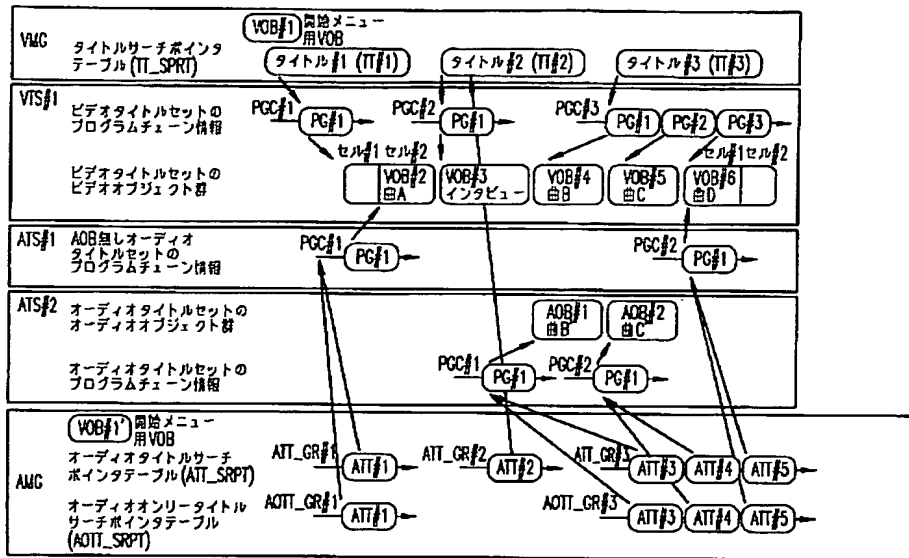 VMG
VOB#1
開始メニュー
用VOB
タイトルサーチポインタ
テーブル(TT_SPRT)
タイトル#1 (TT#1)
タイトル#2 (TT#2)
タイトル#3 (TT#3)
VTS#1
ビデオタイトルセットの
プログラムチェーン情報
PGC#1
PG#1
PGC#2
PG#1
PGC#3
PG#1
PG#2
PG#3
セル#1 セル#2
セル#1セル#2
ビデオタイトルセットの
ビデオオブジェクト群
VOB#2
曲A
VOB#3
インタビュー
VOB#4
曲B
VOB#5
曲C
VOB#6
曲D
ATS#1
AOB無しオーディオ
タイトルセットの
プログラムチェーン情報
PGC#1
PG#1
PGC#2
PG#1
ATS#2
オーディオタイトルセットの
オーディオオブジェクト群
AOB#1
曲B
AOB#2
曲C
オーディオタイトルセットの
プログラムチェーン情報
PGC#1
PG#1
PGC#2
PG#1
AMG
VOB#1'
開始メニュー
用VOB
オーディオタイトルサーチ
ポインタテーブル(ATT_SRPT)
ATT_GR#1
ATT#1
ATT_GR#2
ATT#2
ATT_GR#3
ATT#3
ATT#4
ATT#5
オーディオオンリータイトル
サーチポインタテーブル
(AOTT_SRPT)
AOTT_GR#1
ATT#1
AOTT_GR#3
ATT#3
ATT#4
ATT#5